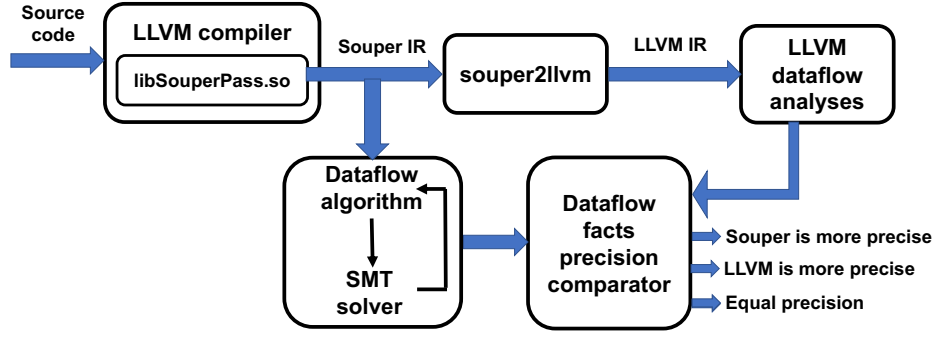 Source
code
LLVM compiler
libSouperPass.so
Souper IR
souper2llvm
LLVM IR
LLVM
dataflow
analyses
Dataflow
algorithm
SMT
solver
Dataflow
facts
precision
comparator
Souper is more precise
LLVM is more precise
Equal precision